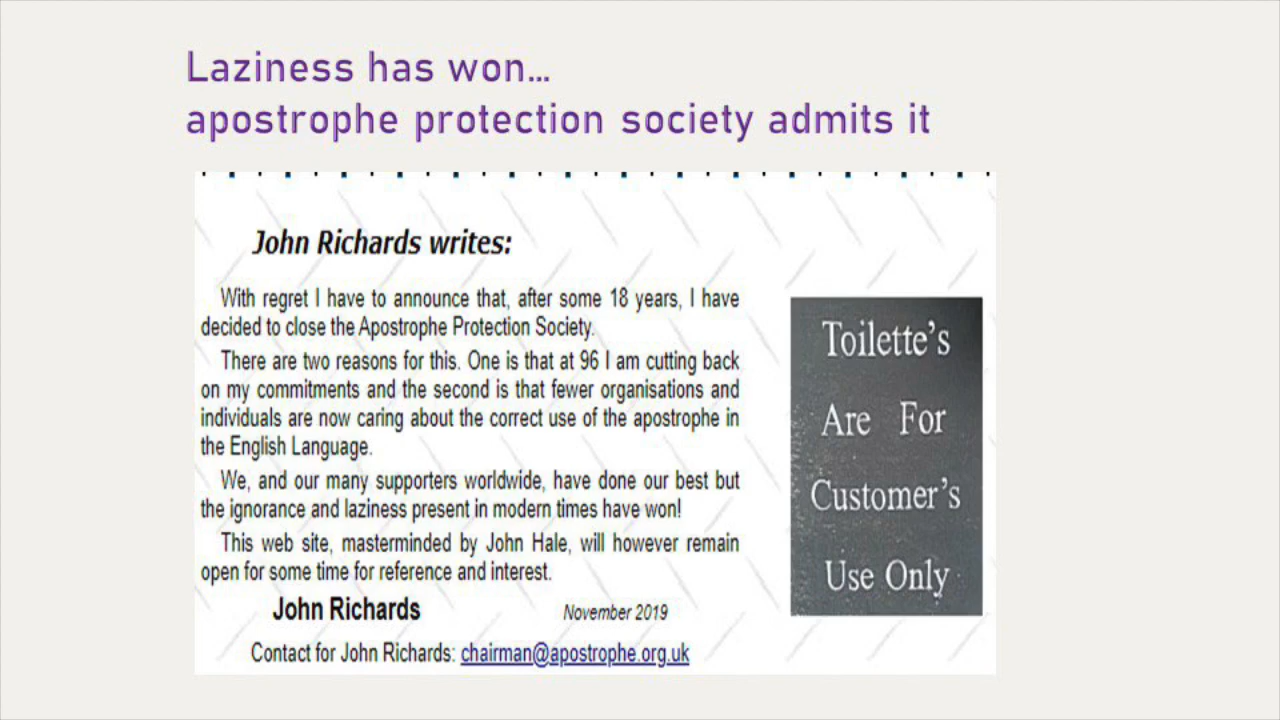 Laziness has won...
apostrophe protection society admits it
John Richards writes:
With regret I have to announce that, after some 18 years, I have
decided to close the Apostrophe Protection Society.
There are two reasons for this. One is that at 96 I am cutting back
on my commitments and the second is that fewer organisations and
individuals are now caring about the correct use of the apostrophe in
the English Language.
We, and our many supporters worldwide, have done our best but
the ignorance and laziness present in modern times have won!
This web site, masterminded by John Hale, will however remain
open for some time for reference and interest.
John Richards November 2019
Contact for John Richards: chairman@apostrophe.org.uk
Toilette's
Are For
Customer's
Use Only